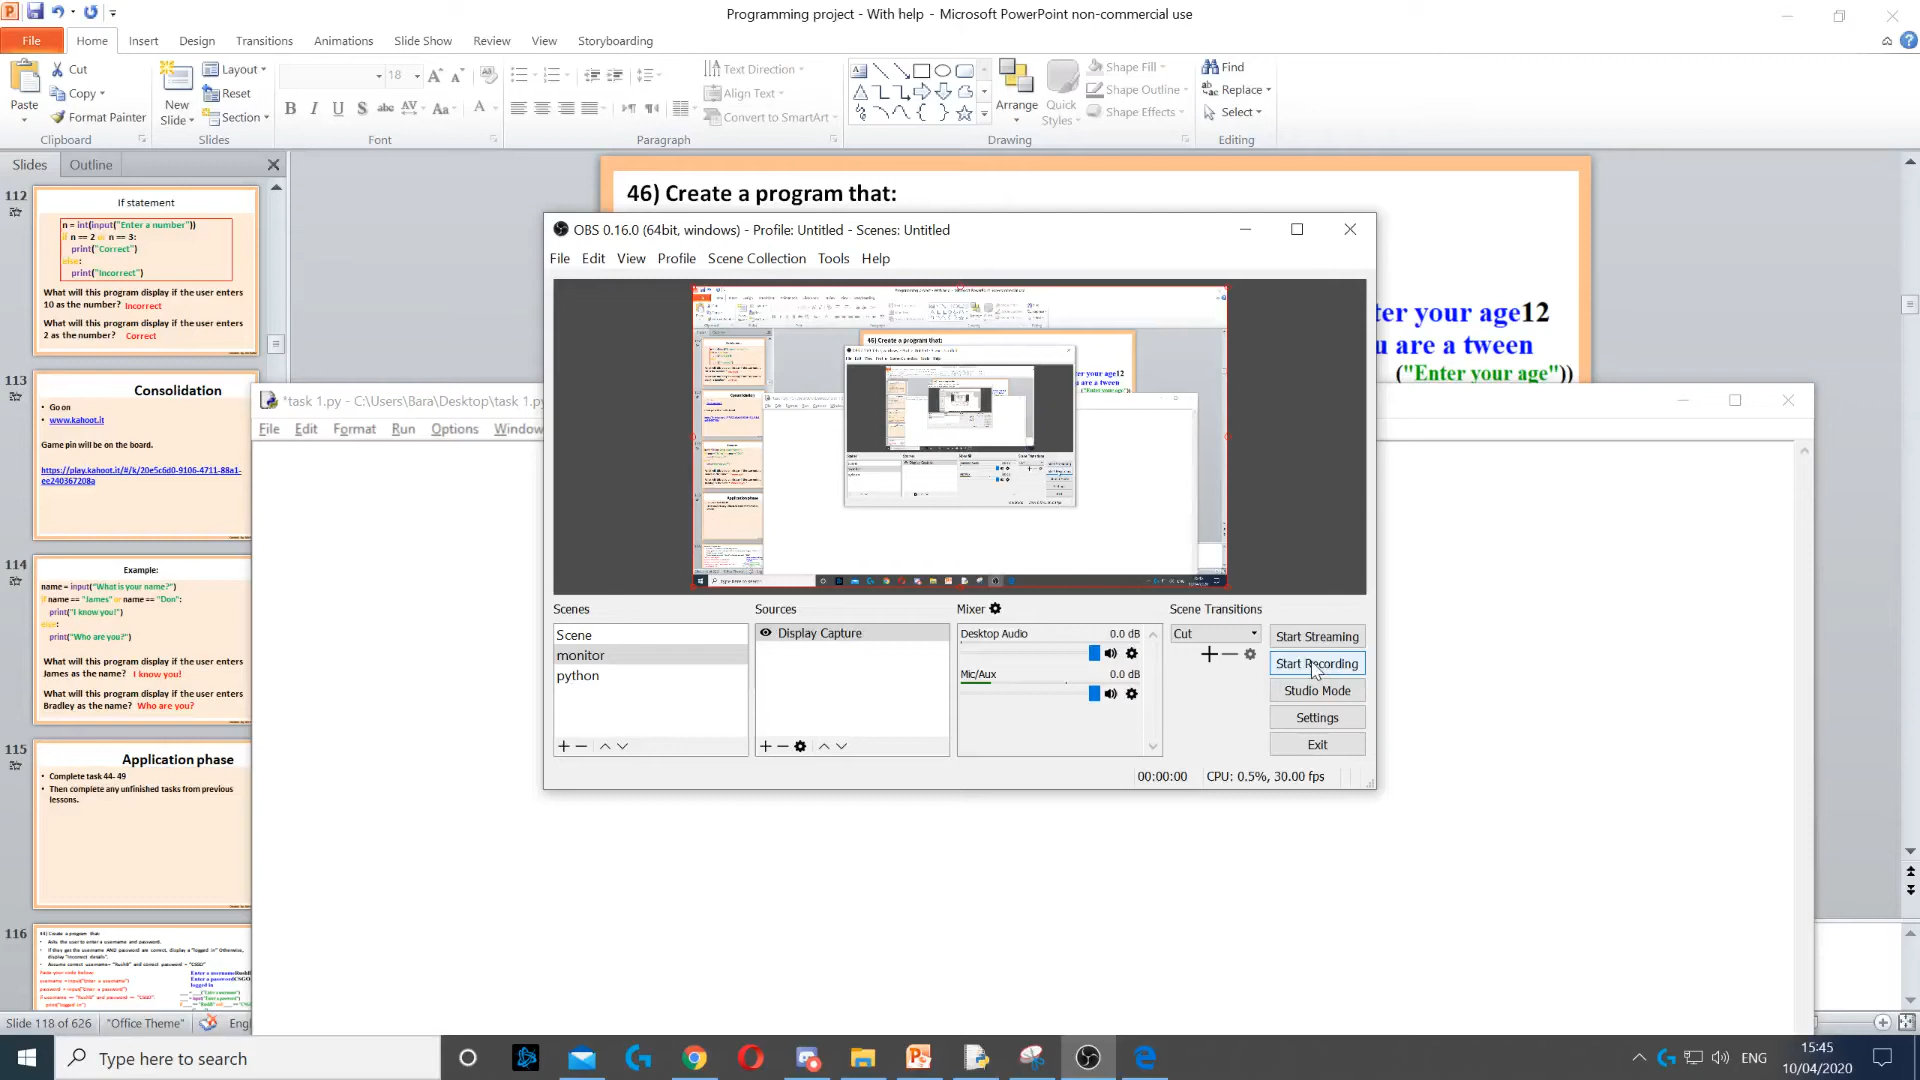 Programming project - With help - Microsoft PowerPoint non-commercial use
File Home Insert Design Transitions Animations Slide Show Review View Storyboarding
Paste
Cut
Copy
Format Painter
Clipboard
New Slide
Layout
Reset
Section
Slides
18
Font
Text Direction
Align Text
Convert to SmartArt
Paragraph
Arrange
Quick Styles
Shape Fill
Shape Outline
Shape Effects
Drawing
Find
Replace
Select
Editing
Slides Outline
112
If statement
n = int(input("Enter a number"))
if n == 2 or n == 3:
print("Correct")
else:
print("Incorrect")
What will this program display if the user enters
10 as the number? Incorrect
What will this program display if the user enters
2 as the number? Correct
113
Consolidation
• Go on
• www.kahoot.it
Game pin will be on the board.
https://play.kahoot.it/#/k/20e5c6d0-9106-4711-88a1-
ee240367208a
114
Example:
name = input("What is your name?")
if name == "James" or name == "Don":
print("I know you!")
else:
print("Who are you?")
What will this program display if the user enters
James as the name? I know you!
What will this program display if the user enters
Bradley as the name? Who are you?
115
Application phase
• Complete task 44- 49
• Then complete any unfinished tasks from previous
lessons.
116
46) Create a program that:
ter your age12
u are a tween
("Enter your age"))
*task 1.py - C:\Users\Bara\Desktop\task 1.py
File Edit Format Run Options Window
OBS 0.16.0 (64bit, windows) - Profile: Untitled - Scenes: Untitled
File Edit View Profile Scene Collection Tools Help
Scenes
Scene
monitor
python
Sources
Display Capture
Mixer
Desktop Audio 0.0 dB
Mic/Aux 0.0 dB
Scene Transitions
Cut
Start Streaming
Start Recording
Studio Mode
Settings
Exit
00:00:00 CPU: 0.5%, 30.00 fps
Slide 118 of 626 "Office Theme" Engl
Type here to search
ENG
15:45
10/04/2020